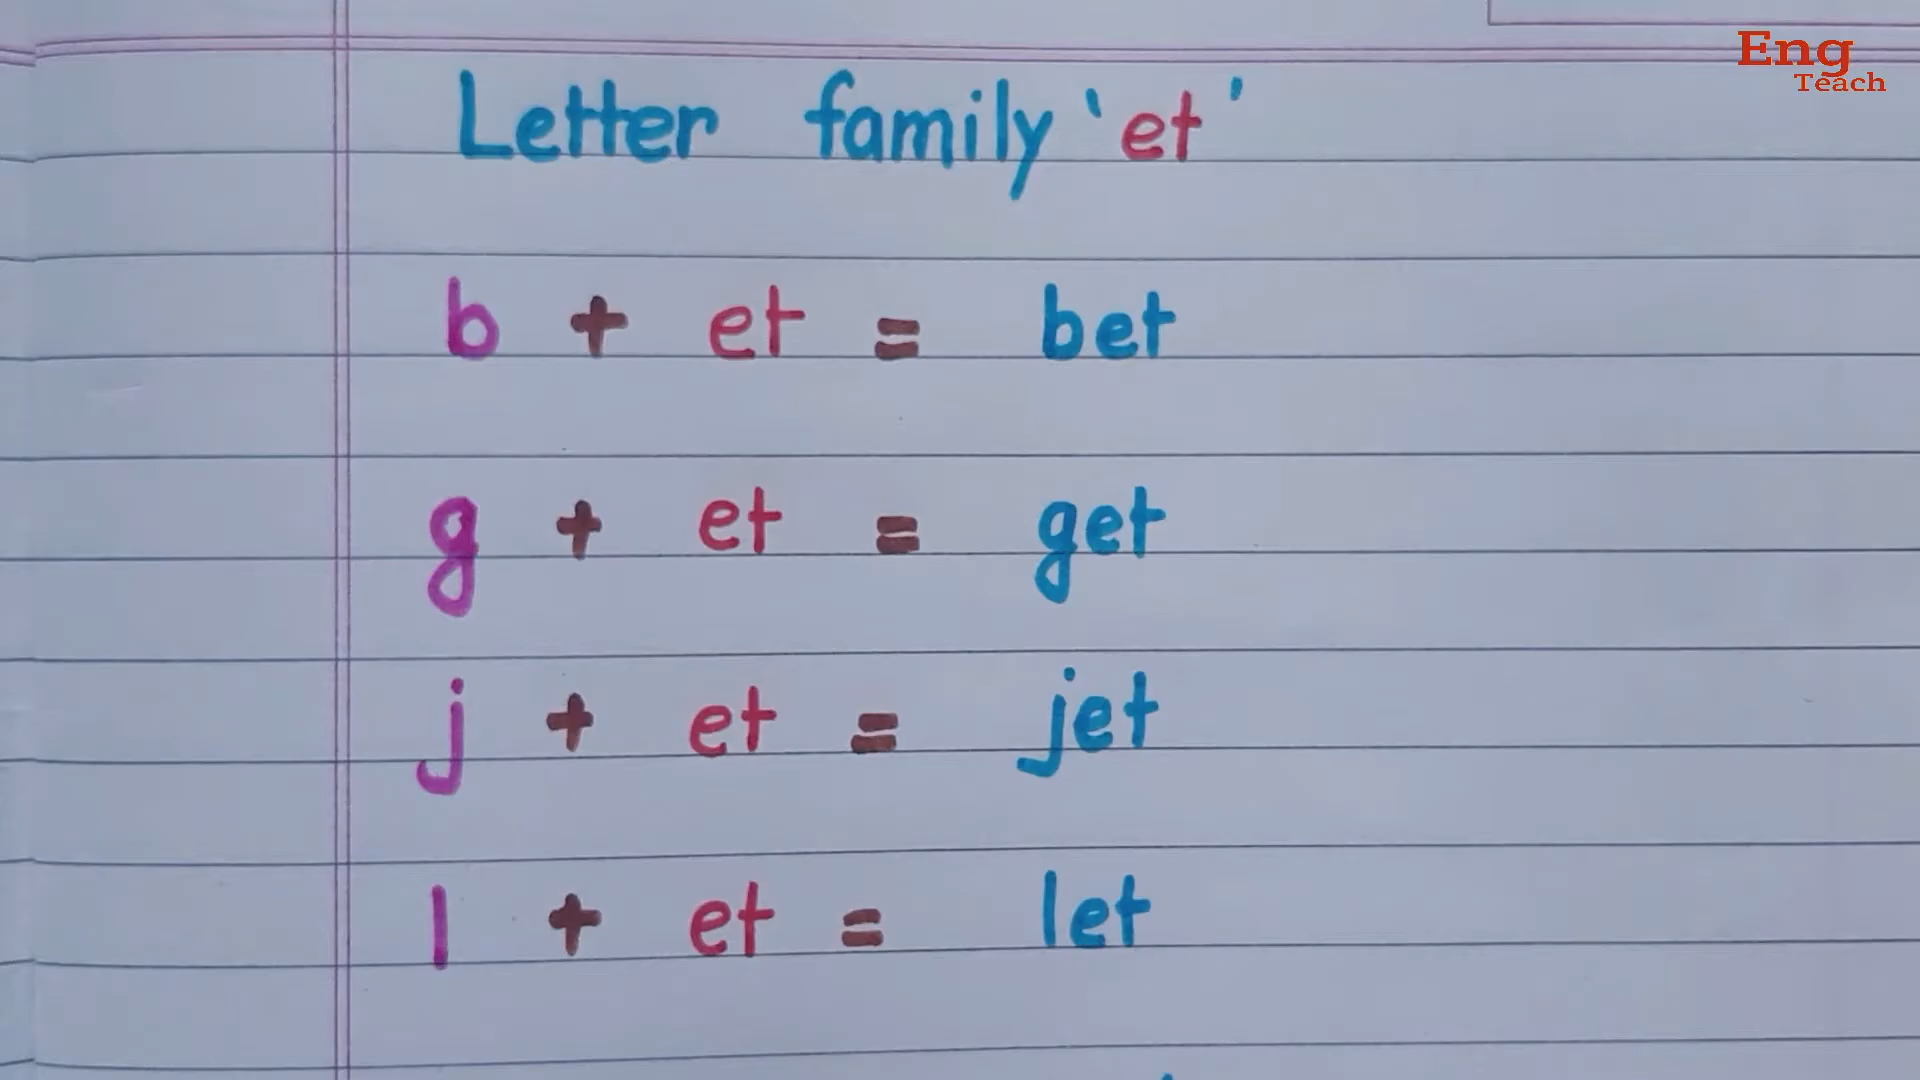 Eng
Teach
Letter family 'et'
b + et = bet
g + et = get
j + et = jet
l + et = let